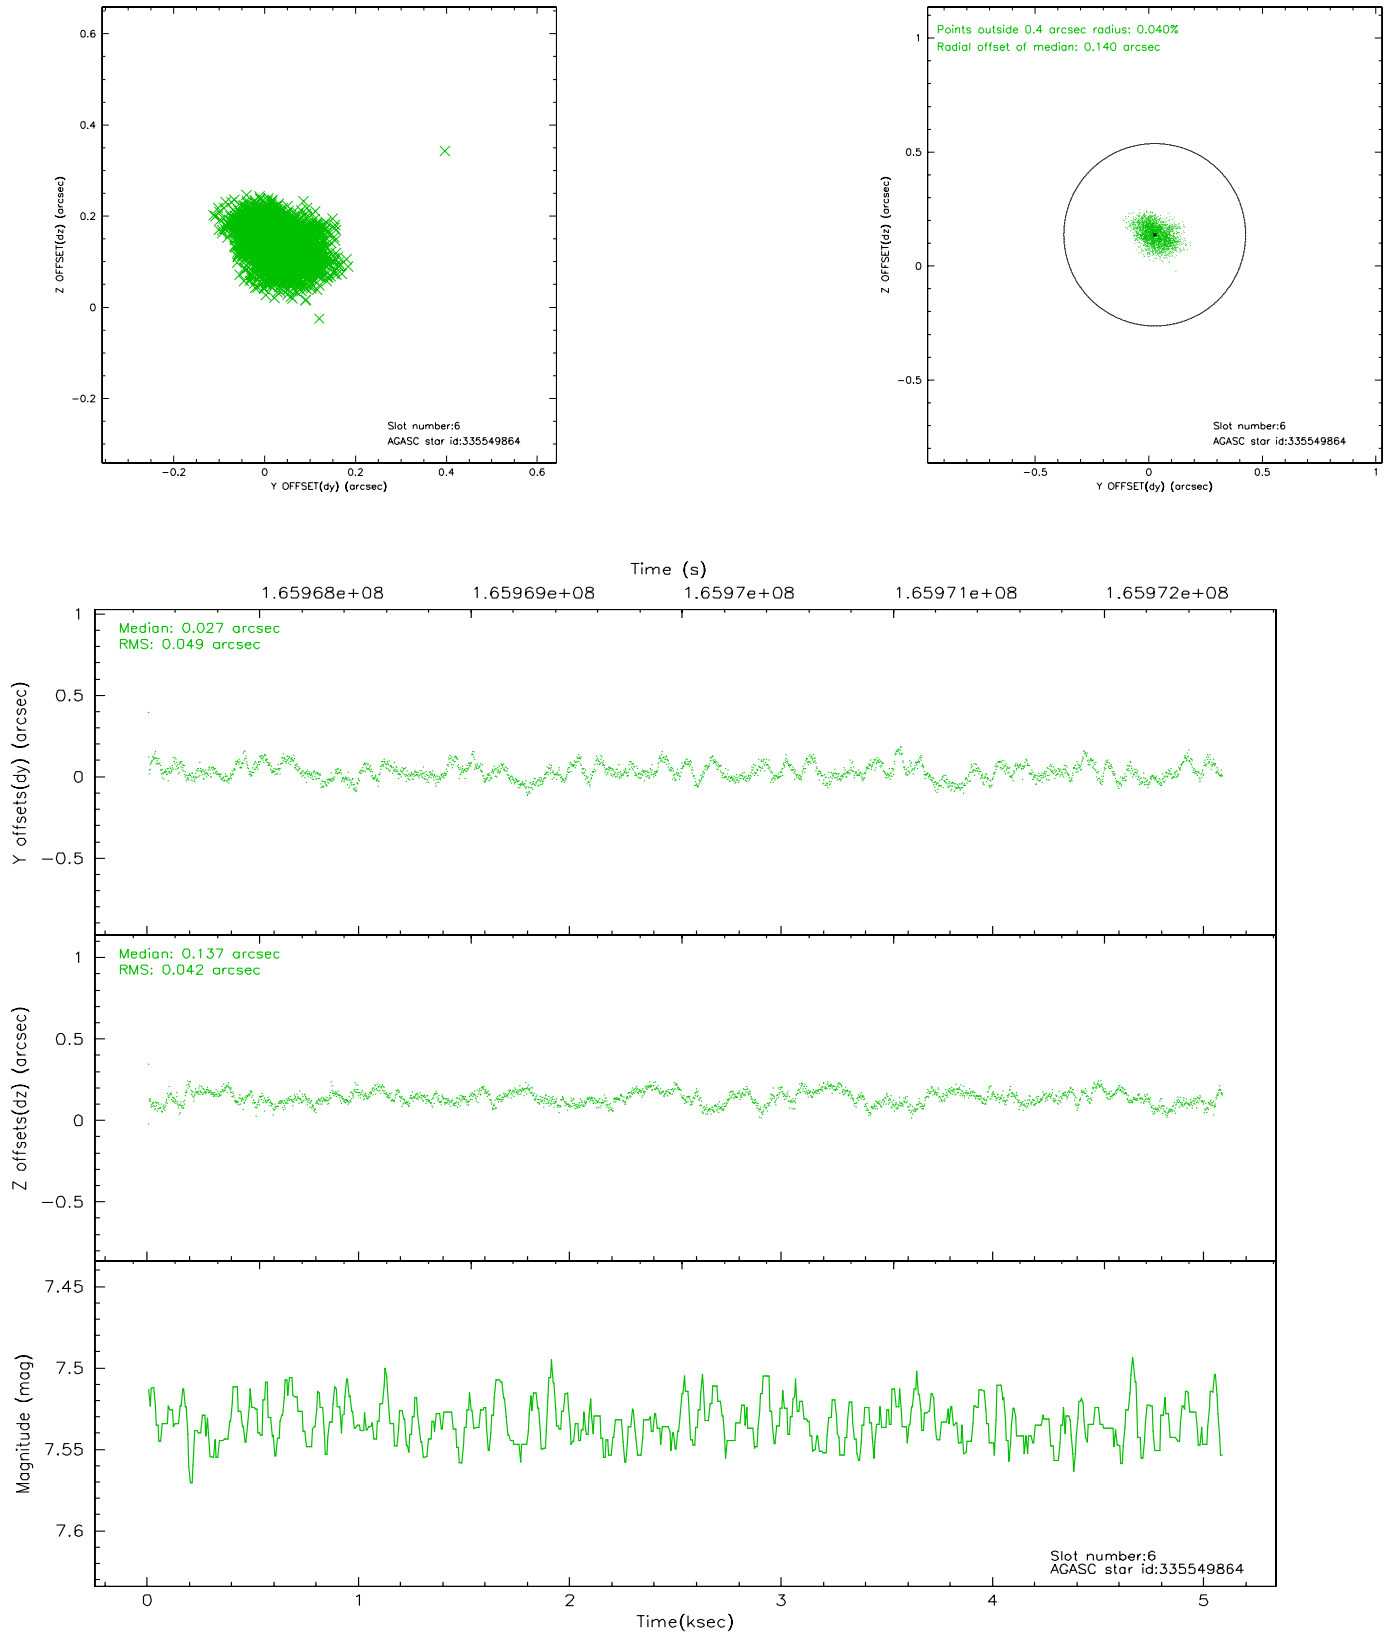 0.6
0.4
0.2
0
−0.2
Z OFFSET(dz) (arcsec)
−0.2 0 0.2 0.4 0.6
Y OFFSET(dy) (arcsec)
Slot number:6
AGASC star id:335549864
Points outside 0.4 arcsec radius: 0.040%
Radial offset of median: 0.140 arcsec
1
0.5
0
−0.5
Z OFFSET(dz) (arcsec)
−0.5 0 0.5 1
Y OFFSET(dy) (arcsec)
Slot number:6
AGASC star id:335549864
Time (s)
1.65968e+08 1.65969e+08 1.6597e+08 1.65971e+08 1.65972e+08
Median: 0.027 arcsec
RMS: 0.049 arcsec
1
0.5
0
−0.5
Y offsets(dy) (arcsec)
Median: 0.137 arcsec
RMS: 0.042 arcsec
1
0.5
0
−0.5
Z offsets(dz) (arcsec)
7.45
7.5
7.55
7.6
Magnitude (mag)
Slot number:6
AGASC star id:335549864
0 1 2 3 4 5
Time(ksec)